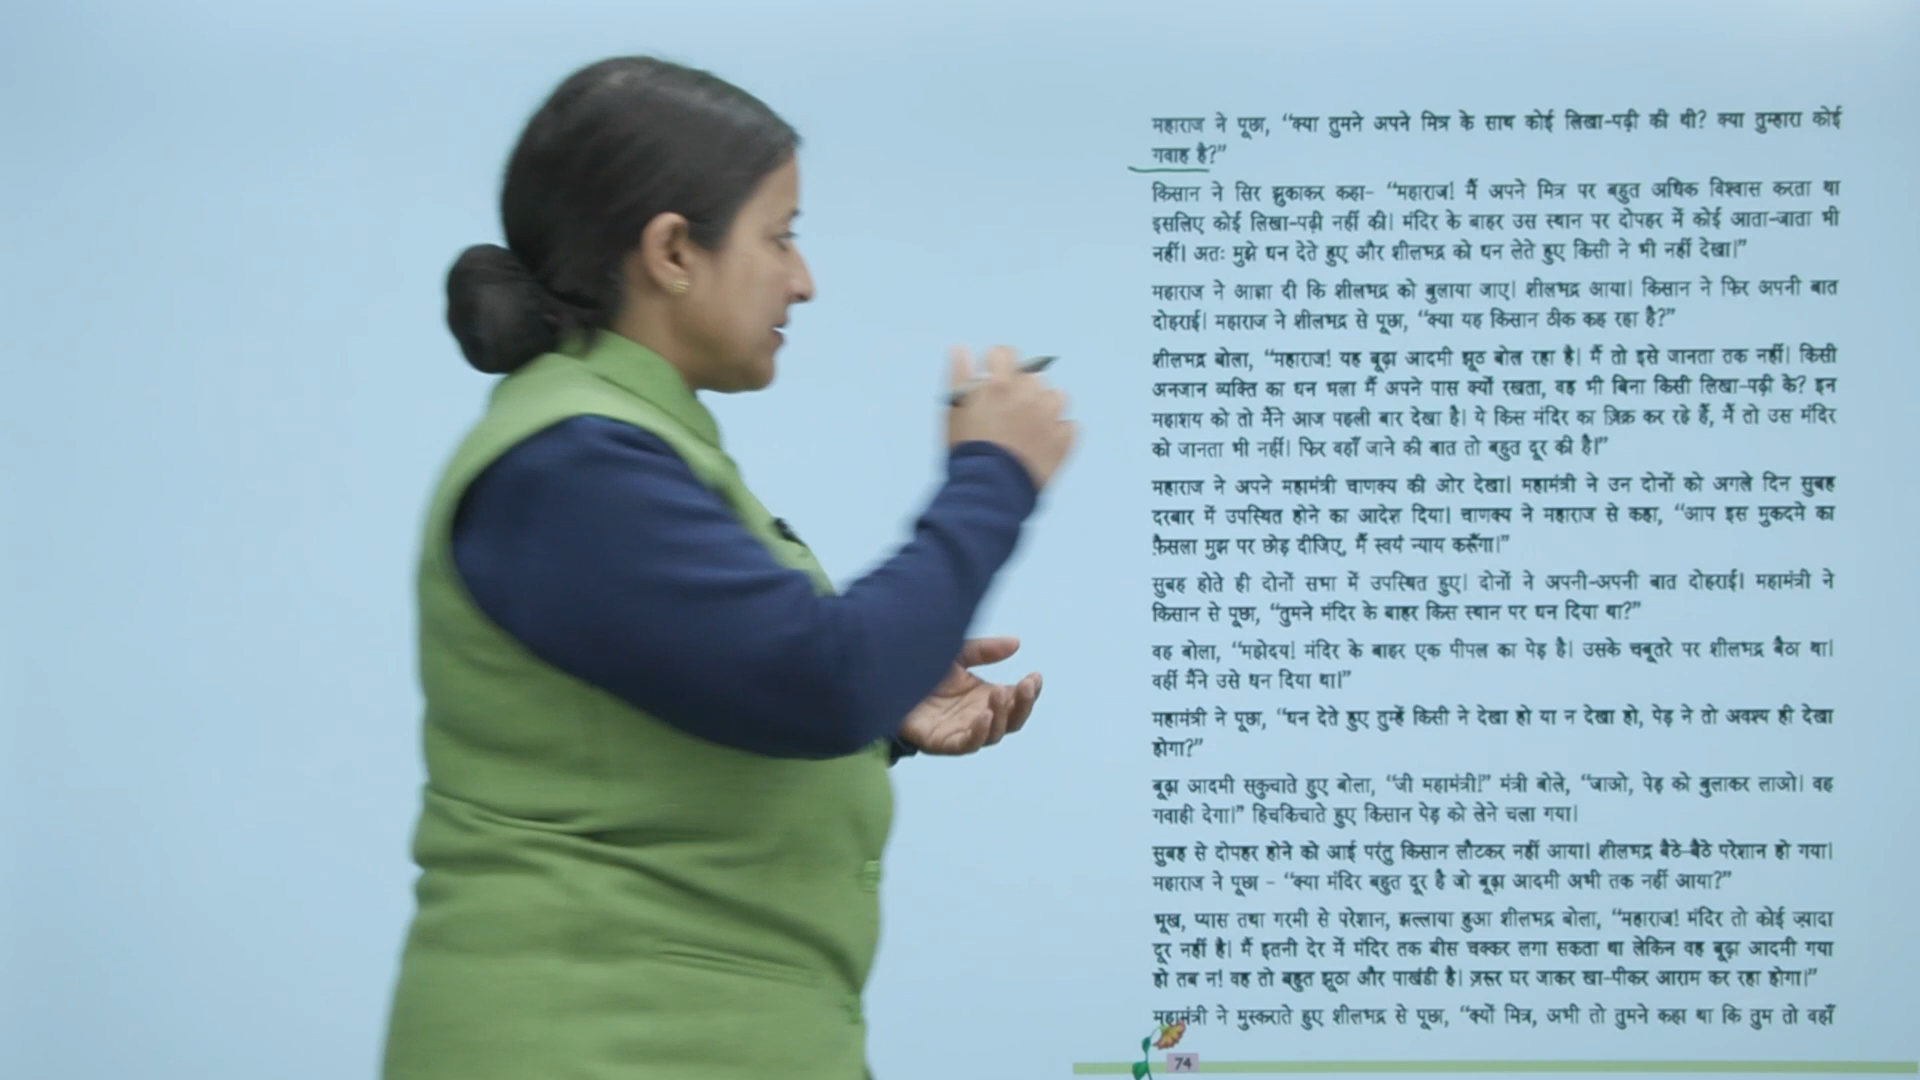 महाराज ने पूछा, “क्या तुमने अपने मित्र के साथ कोई लिखा-पढ़ी की थी? क्या तुम्हारा कोई
गवाह है?”
किसान ने सिर झुकाकर कहा- “महाराज! मैं अपने मित्र पर बहुत अधिक विश्वास करता था
इसलिए कोई लिखा-पढ़ी नहीं की। मंदिर के बाहर उस स्थान पर दोपहर में कोई आता-जाता भी
नहीं। अतः मुझे धन देते हुए और शीलभद्र को धन लेते हुए किसी ने भी नहीं देखा।”
महाराज ने आज्ञा दी कि शीलभद्र को बुलाया जाए। शीलभद्र आया। किसान ने फिर अपनी बात
दोहराई। महाराज ने शीलभद्र से पूछा, “क्या यह किसान ठीक कह रहा है?”
शीलभद्र बोला, “महाराज! यह बूढ़ा आदमी झूठ बोल रहा है। मैं तो इसे जानता तक नहीं। किसी
अनजान व्यक्ति का धन भला मैं अपने पास क्यों रखता, वह भी बिना किसी लिखा-पढ़ी के? इन
महाशय को तो मैंने आज पहली बार देखा है। ये किस मंदिर का ज़िक्र कर रहे हैं, मैं तो उस मंदिर
को जानता भी नहीं। फिर वहाँ जाने की बात तो बहुत दूर की है।”
महाराज ने अपने महामंत्री चाणक्य की ओर देखा। महामंत्री ने उन दोनों को अगले दिन सुबह
दरबार में उपस्थित होने का आदेश दिया। चाणक्य ने महाराज से कहा, “आप इस मुकदमे का
फ़ैसला मुझ पर छोड़ दीजिए, मैं स्वयं न्याय करूँगा।”
सुबह होते ही दोनों सभा में उपस्थित हुए। दोनों ने अपनी-अपनी बात दोहराई। महामंत्री ने
किसान से पूछा, “तुमने मंदिर के बाहर किस स्थान पर धन दिया था?”
वह बोला, “महोदय! मंदिर के बाहर एक पीपल का पेड़ है। उसके चबूतरे पर शीलभद्र बैठा था।
वहीं मैंने उसे धन दिया था।”
महामंत्री ने पूछा, “धन देते हुए तुम्हें किसी ने देखा हो या न देखा हो, पेड़ ने तो अवश्य ही देखा
होगा?”
बूढ़ा आदमी सकुचाते हुए बोला, “जी महामंत्री!” मंत्री बोले, “जाओ, पेड़ को बुलाकर लाओ। वह
गवाही देगा।” हिचकिचाते हुए किसान पेड़ को लेने चला गया।
सुबह से दोपहर होने को आई परंतु किसान लौटकर नहीं आया। शीलभद्र बैठे-बैठे परेशान हो गया।
महाराज ने पूछा - “क्या मंदिर बहुत दूर है जो बूढ़ा आदमी अभी तक नहीं आया?”
भूख, प्यास तथा गरमी से परेशान, झल्लाया हुआ शीलभद्र बोला, “महाराज! मंदिर तो कोई ज़्यादा
दूर नहीं है। मैं इतनी देर में मंदिर तक बीस चक्कर लगा सकता था लेकिन वह बूढ़ा आदमी गया
हो तब न! वह तो बहुत झूठा और पाखंडी है। ज़रूर घर जाकर खा-पीकर आराम कर रहा होगा।”
महामंत्री ने मुस्कराते हुए शीलभद्र से पूछा, “क्यों मित्र, अभी तो तुमने कहा था कि तुम तो वहाँ
74